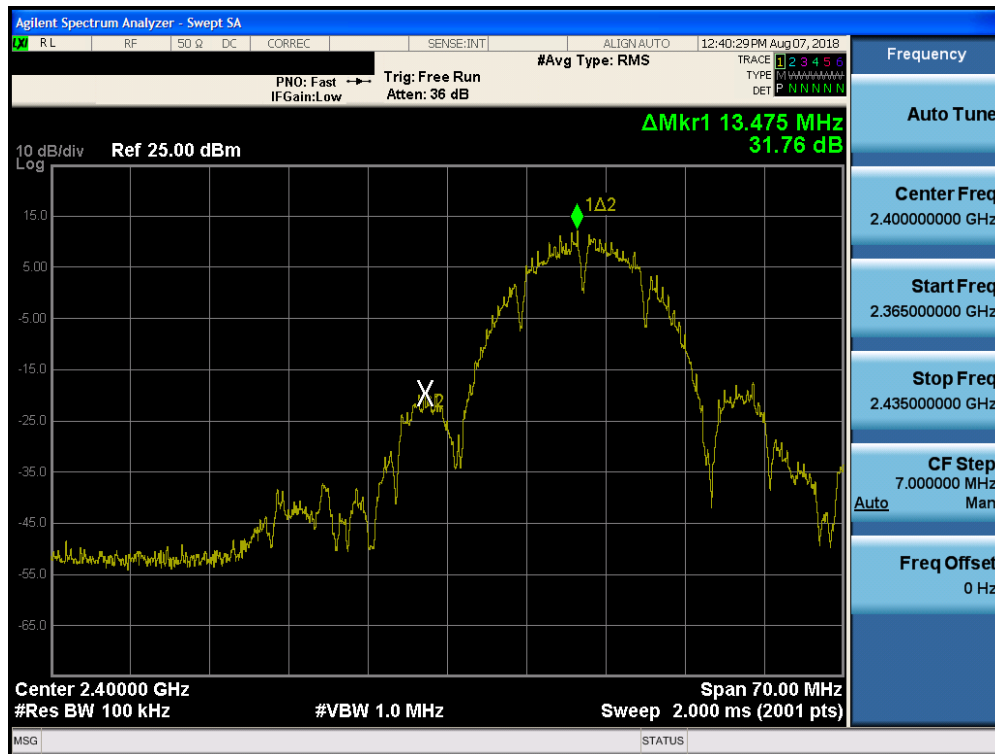 Agilent Spectrum Analyzer - Swept SA
LXI RL RF 50 Ω DC CORREC SENSE:INT ALIGN AUTO 12:40:29 PM Aug 07, 2018
Frequency
PNO: Fast
IFGain:Low
Trig: Free Run
Atten: 36 dB
#Avg Type: RMS
TRACE 1 2 3 4 5 6
TYPE M WWWWW
DET P N N N N N
Auto Tune
ΔMkr1 13.475 MHz
31.76 dB
10 dB/div
Log
Ref 25.00 dBm
15.0
5.00
-5.00
-15.0
-25.0
-35.0
-45.0
-55.0
-65.0
1Δ2
X
Center Freq
2.400000000 GHz
Start Freq
2.365000000 GHz
Stop Freq
2.435000000 GHz
CF Step
7.000000 MHz
Auto Man
Freq Offset
0 Hz
Center 2.40000 GHz
#Res BW 100 kHz
#VBW 1.0 MHz
Span 70.00 MHz
Sweep 2.000 ms (2001 pts)
MSG STATUS